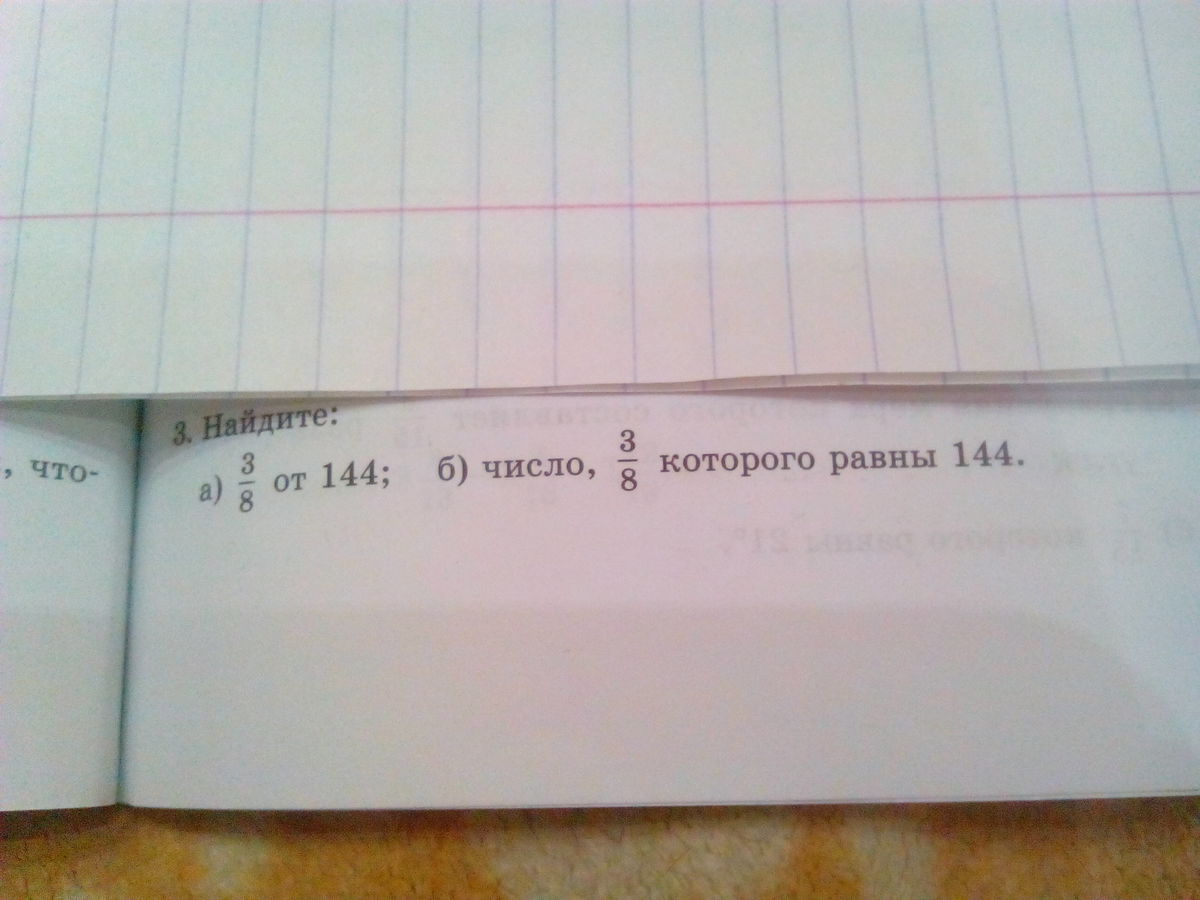 3. Найдите:
а) 3/8 от 144; б) число, 3/8 которого равны 144.
, что-